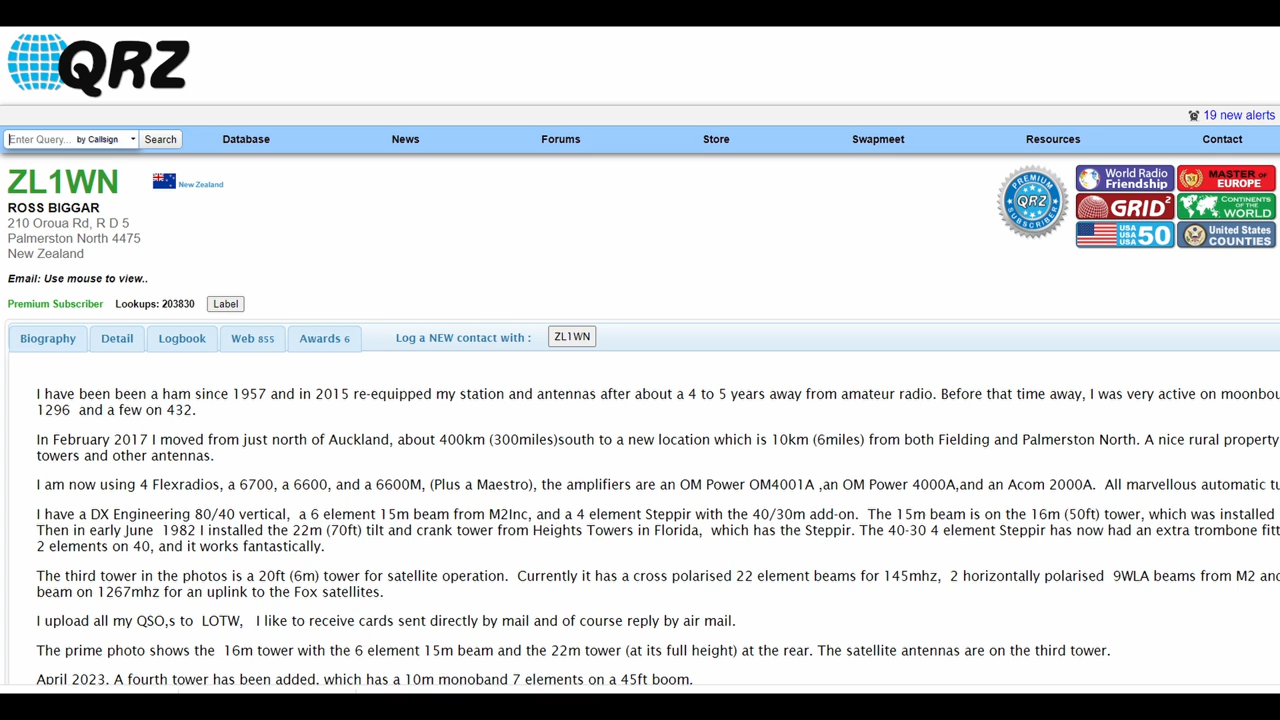 QRZ
19 new alerts
Enter Query... by Callsign Search Database News Forums Store Swapmeet Resources Contact
ZL1WN New Zealand
ROSS BIGGAR
210 Oroua Rd, R D 5
Palmerston North 4475
New Zealand
Email: Use mouse to view..
Premium Subscriber Lookups: 203830 Label
PREMIUM QRZ SUBSCRIBER
World Radio Friendship
MASTER OF EUROPE
GRID²
CONTINENTS OF THE WORLD
USA USA USA 50
United States COUNTIES
Biography Detail Logbook Web 855 Awards 6 Log a NEW contact with : ZL1WN
I have been been a ham since 1957 and in 2015 re-equipped my station and antennas after about a 4 to 5 years away from amateur radio. Before that time away, I was very active on moonbou
1296 and a few on 432.
In February 2017 I moved from just north of Auckland, about 400km (300miles)south to a new location which is 10km (6miles) from both Fielding and Palmerston North. A nice rural property
towers and other antennas.
I am now using 4 Flexradios, a 6700, a 6600, and a 6600M, (Plus a Maestro), the amplifiers are an OM Power OM4001A ,an OM Power 4000A,and an Acom 2000A. All marvellous automatic tu
I have a DX Engineering 80/40 vertical, a 6 element 15m beam from M2Inc, and a 4 element Steppir with the 40/30m add-on. The 15m beam is on the 16m (50ft) tower, which was installed
Then in early June 1982 I installed the 22m (70ft) tilt and crank tower from Heights Towers in Florida, which has the Steppir. The 40-30 4 element Steppir has now had an extra trombone fitt
2 elements on 40, and it works fantastically.
The third tower in the photos is a 20ft (6m) tower for satellite operation. Currently it has a cross polarised 22 element beams for 145mhz, 2 horizontally polarised 9WLA beams from M2 and
beam on 1267mhz for an uplink to the Fox satellites.
I upload all my QSO,s to LOTW, I like to receive cards sent directly by mail and of course reply by air mail.
The prime photo shows the 16m tower with the 6 element 15m beam and the 22m tower (at its full height) at the rear. The satellite antennas are on the third tower.
April 2023. A fourth tower has been added, which has a 10m monoband 7 elements on a 45ft boom.